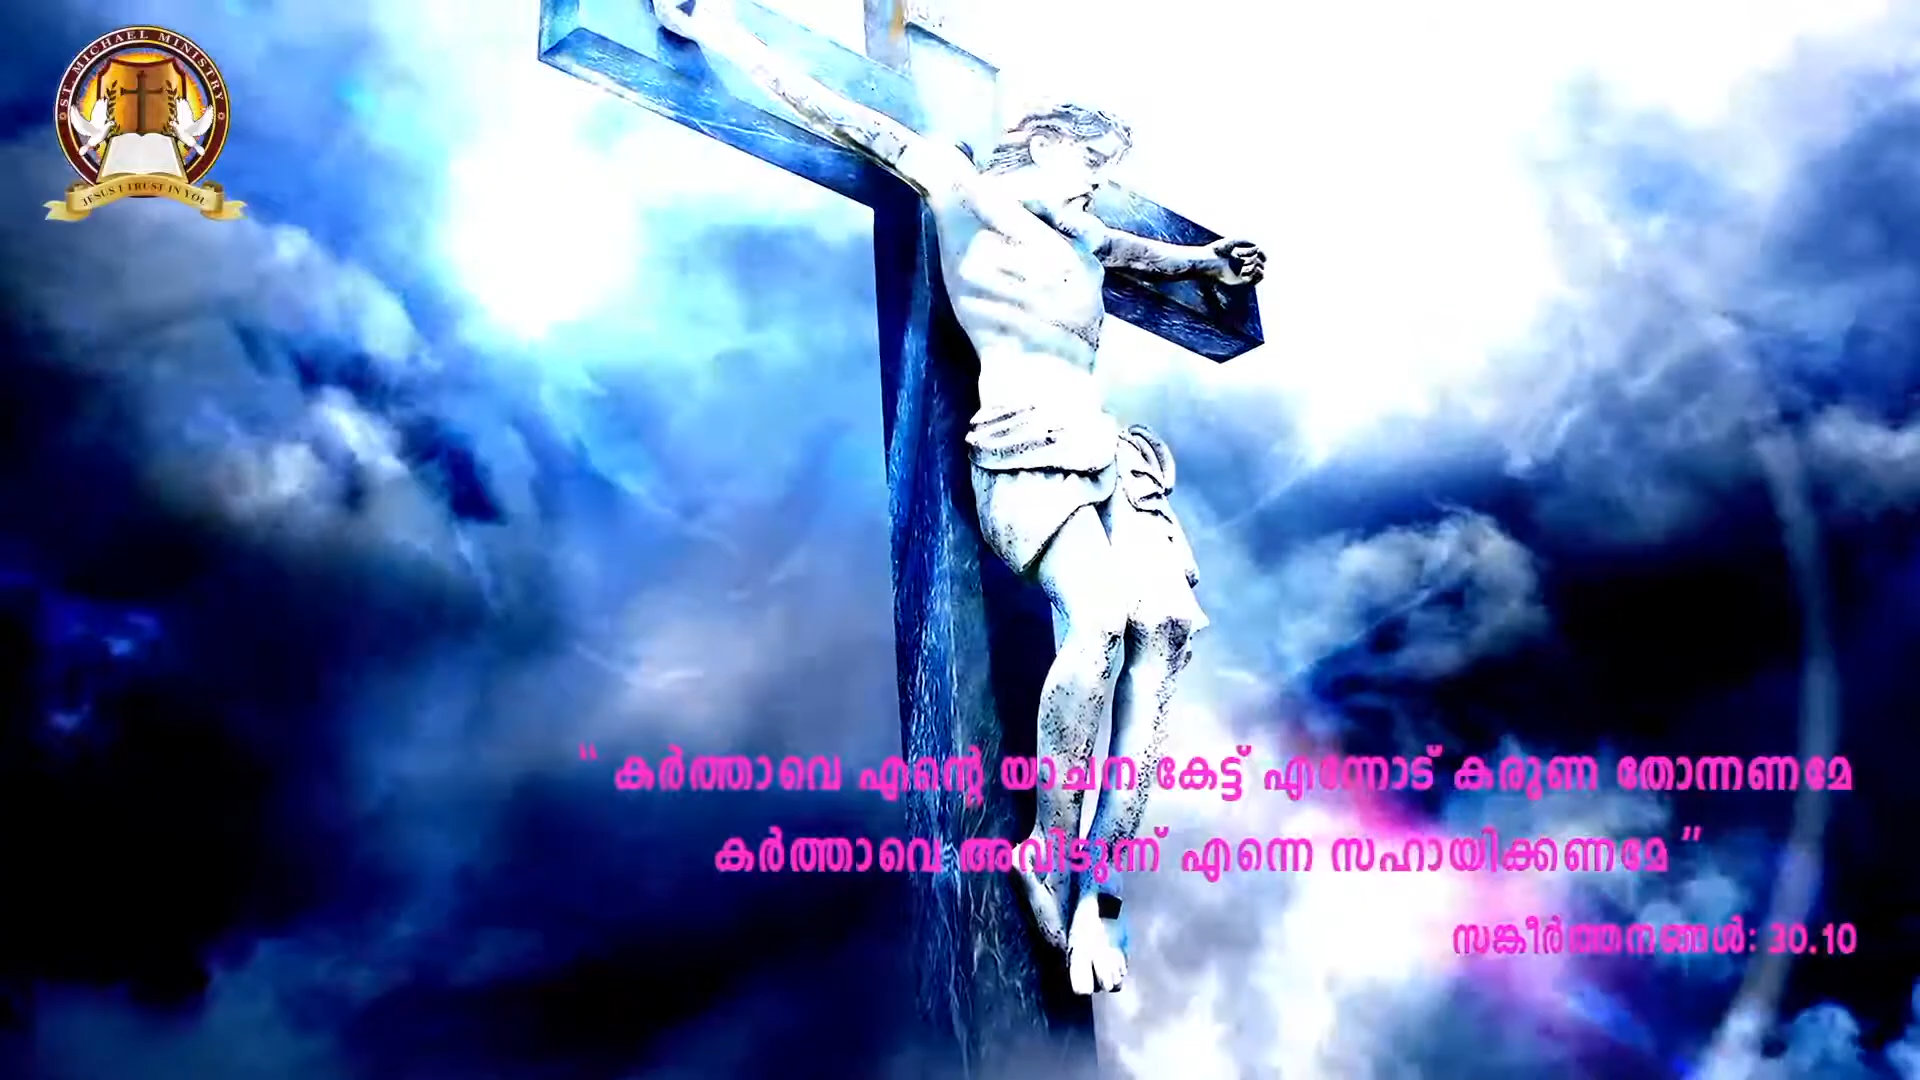 ST. MICHAEL MINISTRY
JESUS I TRUST IN YOU
“ കർത്താവെ എന്റെ യാചന കേട്ട് എന്നോട് കരുണ തോന്നണമേ
കർത്താവെ അവിടുന്ന് എന്നെ സഹായിക്കണമേ ”
സങ്കീർത്തനങ്ങൾ: 30.10